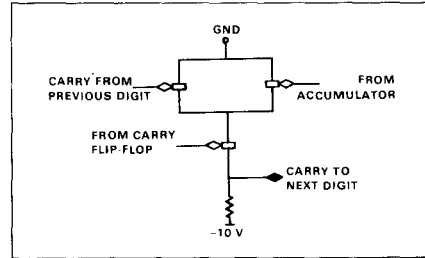 GND
CARRY FROM
PREVIOUS DIGIT
FROM
ACCUMULATOR
FROM CARRY
FLIP-FLOP
CARRY TO
NEXT DIGIT
-10 V